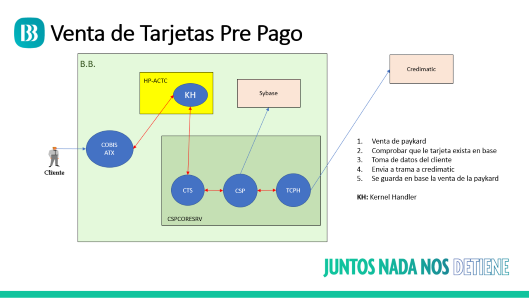 BB Venta de Tarjetas Pre Pago
B.B.
HP-ACTC
KH
Sybase
Credimatic
COBIS
ATX
Cliente
CTS
CSP
TCPH
CSPCORESRV
1. Venta de paykard
2. Comprobar que le tarjeta exista en base
3. Toma de datos del cliente
4. Envia a trama a credimatic
5. Se guarda en base la venta de la paykard
KH: Kernel Handler
JUNTOS NADA NOS DETIENE